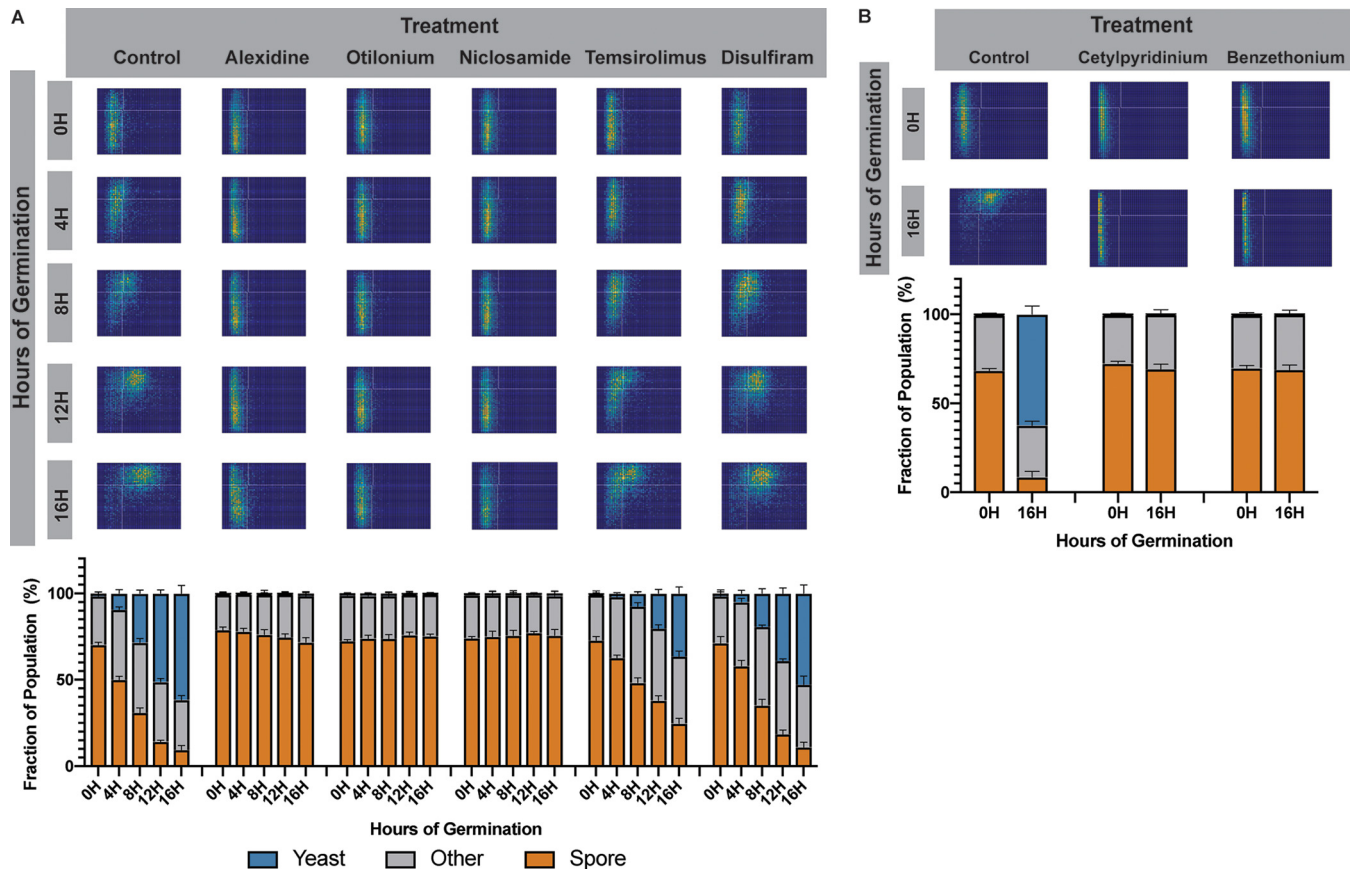 A
Treatment
Control Alexidine Otilonium Niclosamide Temsirolimus Disulfiram
Hours of Germination
0H
4H
8H
12H
16H
Fraction of Population (%)
100
50
0
0H 4H 8H 12H 16H 0H 4H 8H 12H 16H 0H 4H 8H 12H 16H 0H 4H 8H 12H 16H 0H 4H 8H 12H 16H 0H 4H 8H 12H 16H
Hours of Germination
Yeast Other Spore
B
Treatment
Control Cetylpyridinium Benzethonium
Hours of Germination
0H
16H
Fraction of Population (%)
100
50
0
0H 16H 0H 16H 0H 16H
Hours of Germination